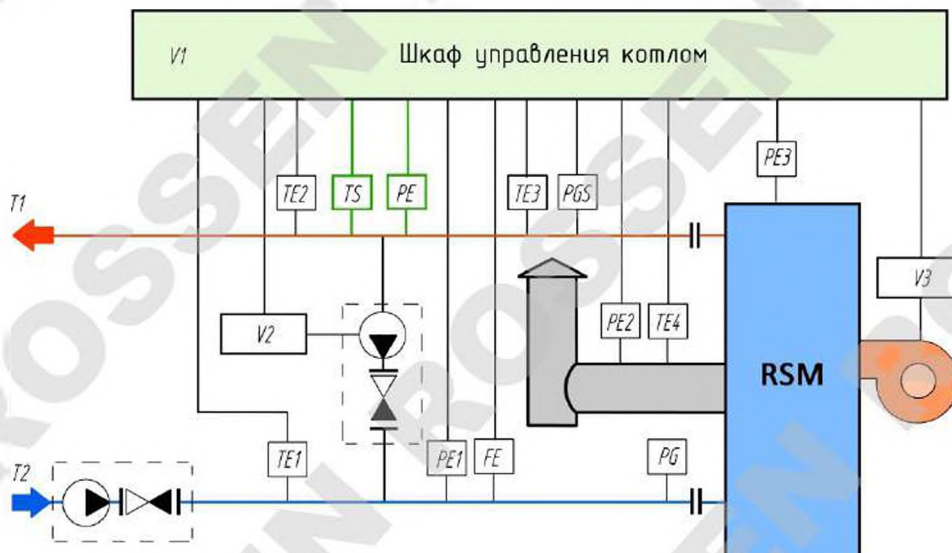 V1 Шкаф управления котлом
PE3
T1 TE2 TS PE TE3 PGS
V3
V2 PE2 TE4
RSM
T2 TE1 PE1 FE PG
ROSSEN ROSSEN